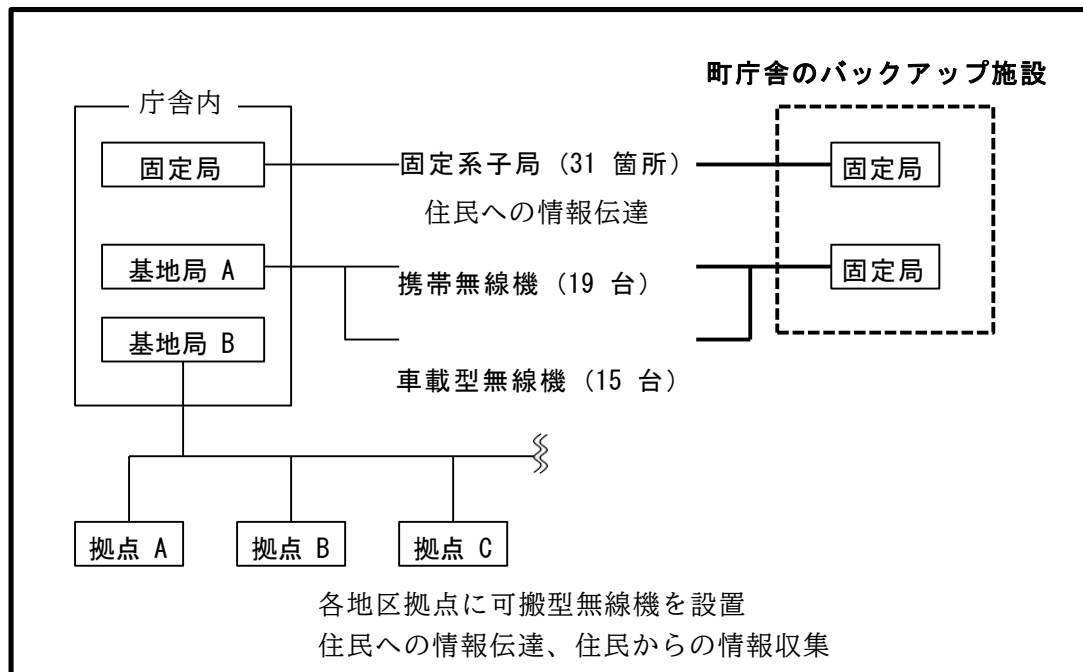 町庁舎のバックアップ施設
庁舎内
固定局
固定系子局（31 箇所）
固定局
住民への情報伝達
基地局 A
携帯無線機（19 台）
固定局
基地局 B
車載型無線機（15 台）
拠点 A
拠点 B
拠点 C
各地区拠点に可搬型無線機を設置
住民への情報伝達、住民からの情報収集